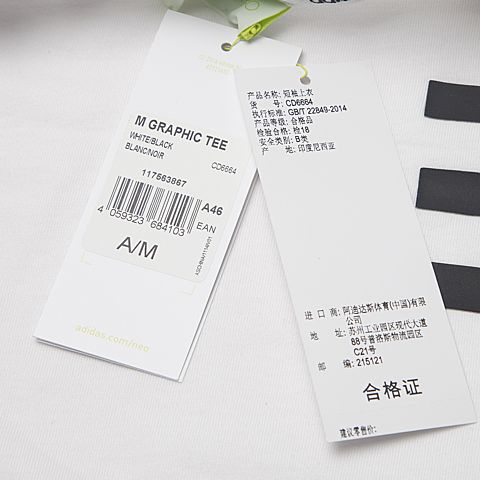 M GRAPHIC TEE
WHITE/BLACK
BLANC/NOIR
CD6664
117563867
A46
4 059323 684103
EAN
A/M
adidas.com/neo
产品名称: 短袖上衣
货 号: CD6664
执行标准: GB/T 22849-2014
产品等级: 合格品
检验合格: 检18
安全类别: B类
产 地: 印度尼西亚
进 口 商: 阿迪达斯体育(中国)有限
公司
地 址: 苏州工业园区现代大道
88号普洛斯物流园区
C21号
邮 编: 215121
合格证
建议零售价: